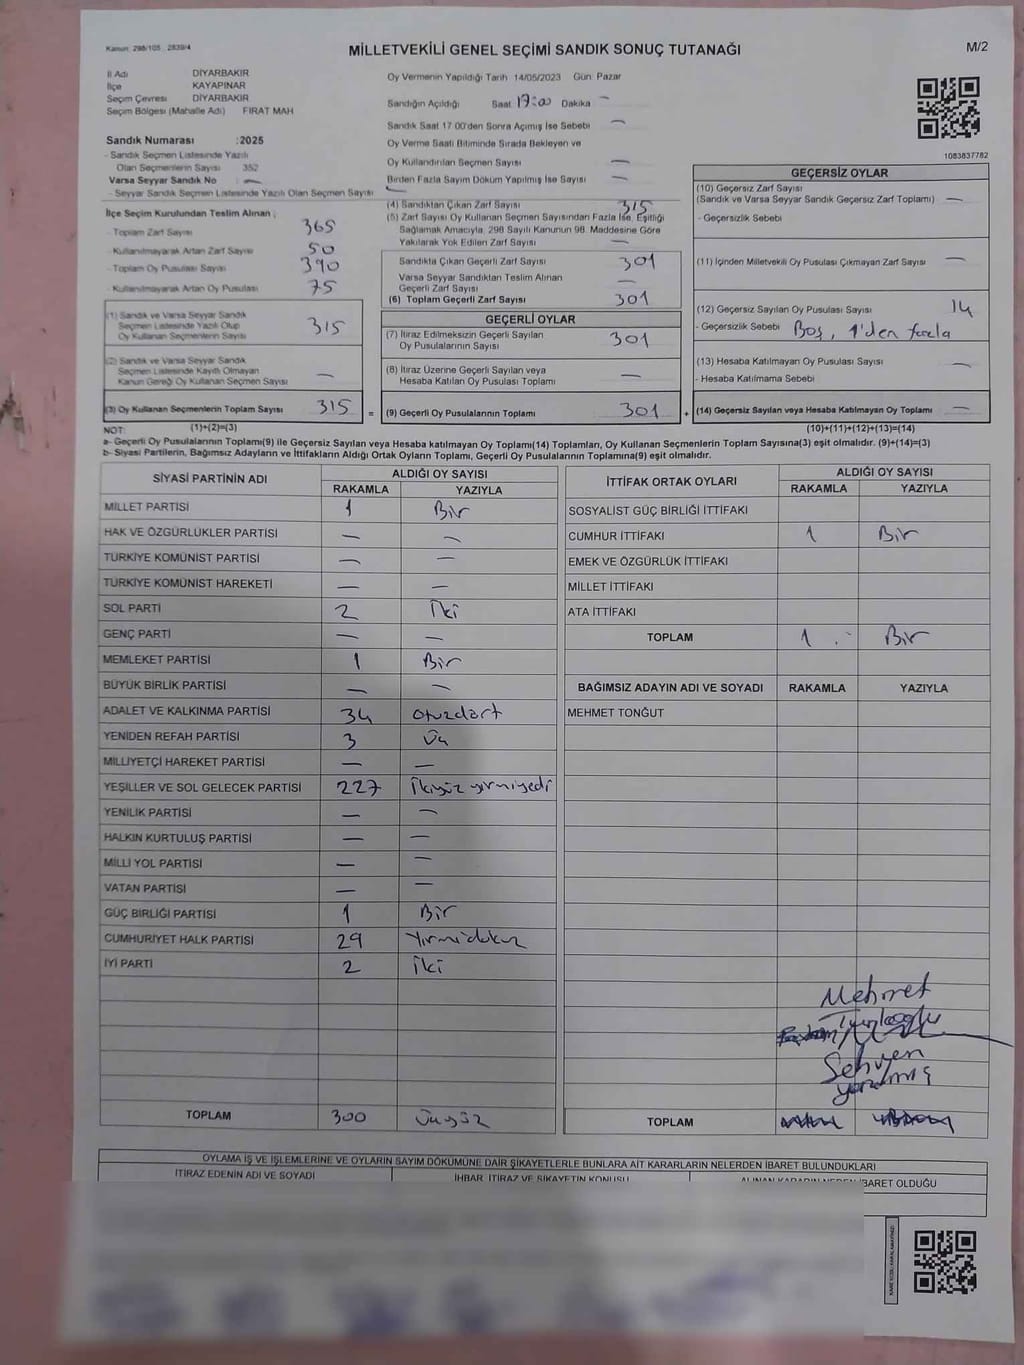 Kanun: 298/105 , 2839/4
MİLLETVEKİLİ GENEL SEÇİMİ SANDIK SONUÇ TUTANAĞI
M/2
İl Adı DİYARBAKIR
İlçe KAYAPINAR
Seçim Çevresi DİYARBAKIR
Seçim Bölgesi (Mahalle Adı) FIRAT MAH
Sandık Numarası :2025
- Sandık Seçmen Listesinde Yazılı
Olan Seçmenlerin Sayısı 352
Varsa Seyyar Sandık No : —
- Seyyar Sandık Seçmen Listesinde Yazılı Olan Seçmen Sayısı —
İlçe Seçim Kurulundan Teslim Alınan ;
- Toplam Zarf Sayısı 365
- Kullanılmayarak Artan Zarf Sayısı 50
- Toplam Oy Pusulası Sayısı 390
- Kullanılmayarak Artan Oy Pusulası 75
(1) Sandık ve Varsa Seyyar Sandık
Seçmen Listesinde Yazılı Olup
Oy Kullanan Seçmenlerin Sayısı 315
(2) Sandık ve Varsa Seyyar Sandık
Seçmen Listesinde Kayıtlı Olmayan
Kanun Gereği Oy Kullanan Seçmen Sayısı —
(3) Oy Kullanan Seçmenlerin Toplam Sayısı 315 =
Oy Vermenin Yapıldığı Tarih 14/05/2023 Gün Pazar
Sandığın Açıldığı Saat 17:00 Dakika —
Sandık Saat 17 00'den Sonra Açımış İse Sebebi —
Oy Verme Saati Bitiminde Sırada Bekleyen ve
Oy Kullandırılan Seçmen Sayısı —
Birden Fazla Sayım Döküm Yapılmış İse Sayısı —
(4) Sandıktan Çıkan Zarf Sayısı 315
(5) Zarf Sayısı Oy Kullanan Seçmen Sayısından Fazla İse, Eşitliği
Sağlamak Amacıyla, 298 Sayılı Kanunun 98. Maddesine Göre
Yakılarak Yok Edilen Zarf Sayısı —
Sandıkta Çıkan Geçerli Zarf Sayısı 301
Varsa Seyyar Sandıktan Teslim Alınan
Geçerli Zarf Sayısı —
(6) Toplam Geçerli Zarf Sayısı 301
GEÇERLİ OYLAR
(7) İtiraz Edilmeksizin Geçerli Sayılan
Oy Pusulalarının Sayısı 301
(8) İtiraz Üzerine Geçerli Sayılan veya
Hesaba Katılan Oy Pusulası Toplamı —
(9) Geçerli Oy Pusulalarının Toplamı 301 +
1083837782
GEÇERSİZ OYLAR
(10) Geçersiz Zarf Sayısı
(Sandık ve Varsa Seyyar Sandık Geçersiz Zarf Toplamı) —
- Geçersizlik Sebebi
(11) İçinden Milletvekili Oy Pusulası Çıkmayan Zarf Sayısı —
(12) Geçersiz Sayılan Oy Pusulası Sayısı 14
- Geçersizlik Sebebi Boş, 1'den fazla
(13) Hesaba Katılmayan Oy Pusulası Sayısı —
- Hesaba Katılmama Sebebi
(14) Geçersiz Sayılan veya Hesaba Katılmayan Oy Toplamı —
NOT: (1)+(2)=(3) (10)+(11)+(12)+(13)=(14)
a- Geçerli Oy Pusulalarının Toplamı(9) ile Geçersiz Sayılan veya Hesaba katılmayan Oy Toplamı(14) Toplamları, Oy Kullanan Seçmenlerin Toplam Sayısına(3) eşit olmalıdır. (9)+(14)=(3)
b- Siyasi Partilerin, Bağımsız Adayların ve İttifakların Aldığı Ortak Oyların Toplamı, Geçerli Oy Pusulalarının Toplamına(9) eşit olmalıdır.
SİYASİ PARTİNİN ADI ALDIĞI OY SAYISI
RAKAMLA YAZIYLA
MİLLET PARTİSİ 1 Bir
HAK VE ÖZGÜRLÜKLER PARTİSİ — —
TÜRKİYE KOMÜNİST PARTİSİ — —
TÜRKİYE KOMÜNİST HAREKETİ — —
SOL PARTİ 2 İki
GENÇ PARTİ — —
MEMLEKET PARTİSİ 1 Bir
BÜYÜK BİRLİK PARTİSİ — —
ADALET VE KALKINMA PARTİSİ 34 otuzdört
YENİDEN REFAH PARTİSİ 3 Üç
MİLLİYETÇİ HAREKET PARTİSİ — —
YEŞİLLER VE SOL GELECEK PARTİSİ 227 İkiyüz yirmiyedi
YENİLİK PARTİSİ — —
HALKIN KURTULUŞ PARTİSİ — —
MİLLİ YOL PARTİSİ — —
VATAN PARTİSİ — —
GÜÇ BİRLİĞİ PARTİSİ 1 Bir
CUMHURİYET HALK PARTİSİ 29 Yirmidokuz
İYİ PARTİ 2 İki
TOPLAM 300 Üçyüz
İTTİFAK ORTAK OYLARI ALDIĞI OY SAYISI
RAKAMLA YAZIYLA
SOSYALİST GÜÇ BİRLİĞİ İTTİFAKI
CUMHUR İTTİFAKI 1 Bir
EMEK VE ÖZGÜRLÜK İTTİFAKI
MİLLET İTTİFAKI
ATA İTTİFAKI
TOPLAM 1 Bir
BAĞIMSIZ ADAYIN ADI VE SOYADI RAKAMLA YAZIYLA
MEHMET TONĞUT
Mehmet
TOPLAM
OYLAMA İŞ VE İŞLEMLERİNE VE OYLARIN SAYIM DÖKÜMÜNE DAİR ŞİKAYETLERLE BUNLARA AİT KARARLARIN NELERDEN İBARET BULUNDUKLARI
İTİRAZ EDENİN ADI VE SOYADI İHBAR, İTİRAZ VE ŞİKAYETİN KONUSU ALINAN KARARIN NEDEN İBARET OLDUĞU